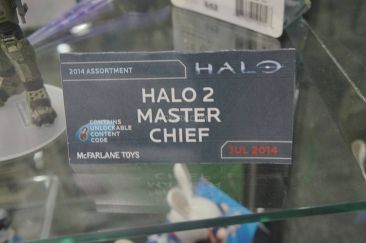 2014 ASSORTMENT
HALO
HALO 2
MASTER
CHIEF
CONTAINS
UNLOCKABLE
CONTENT
CODE
McFARLANE TOYS
JUL 2014